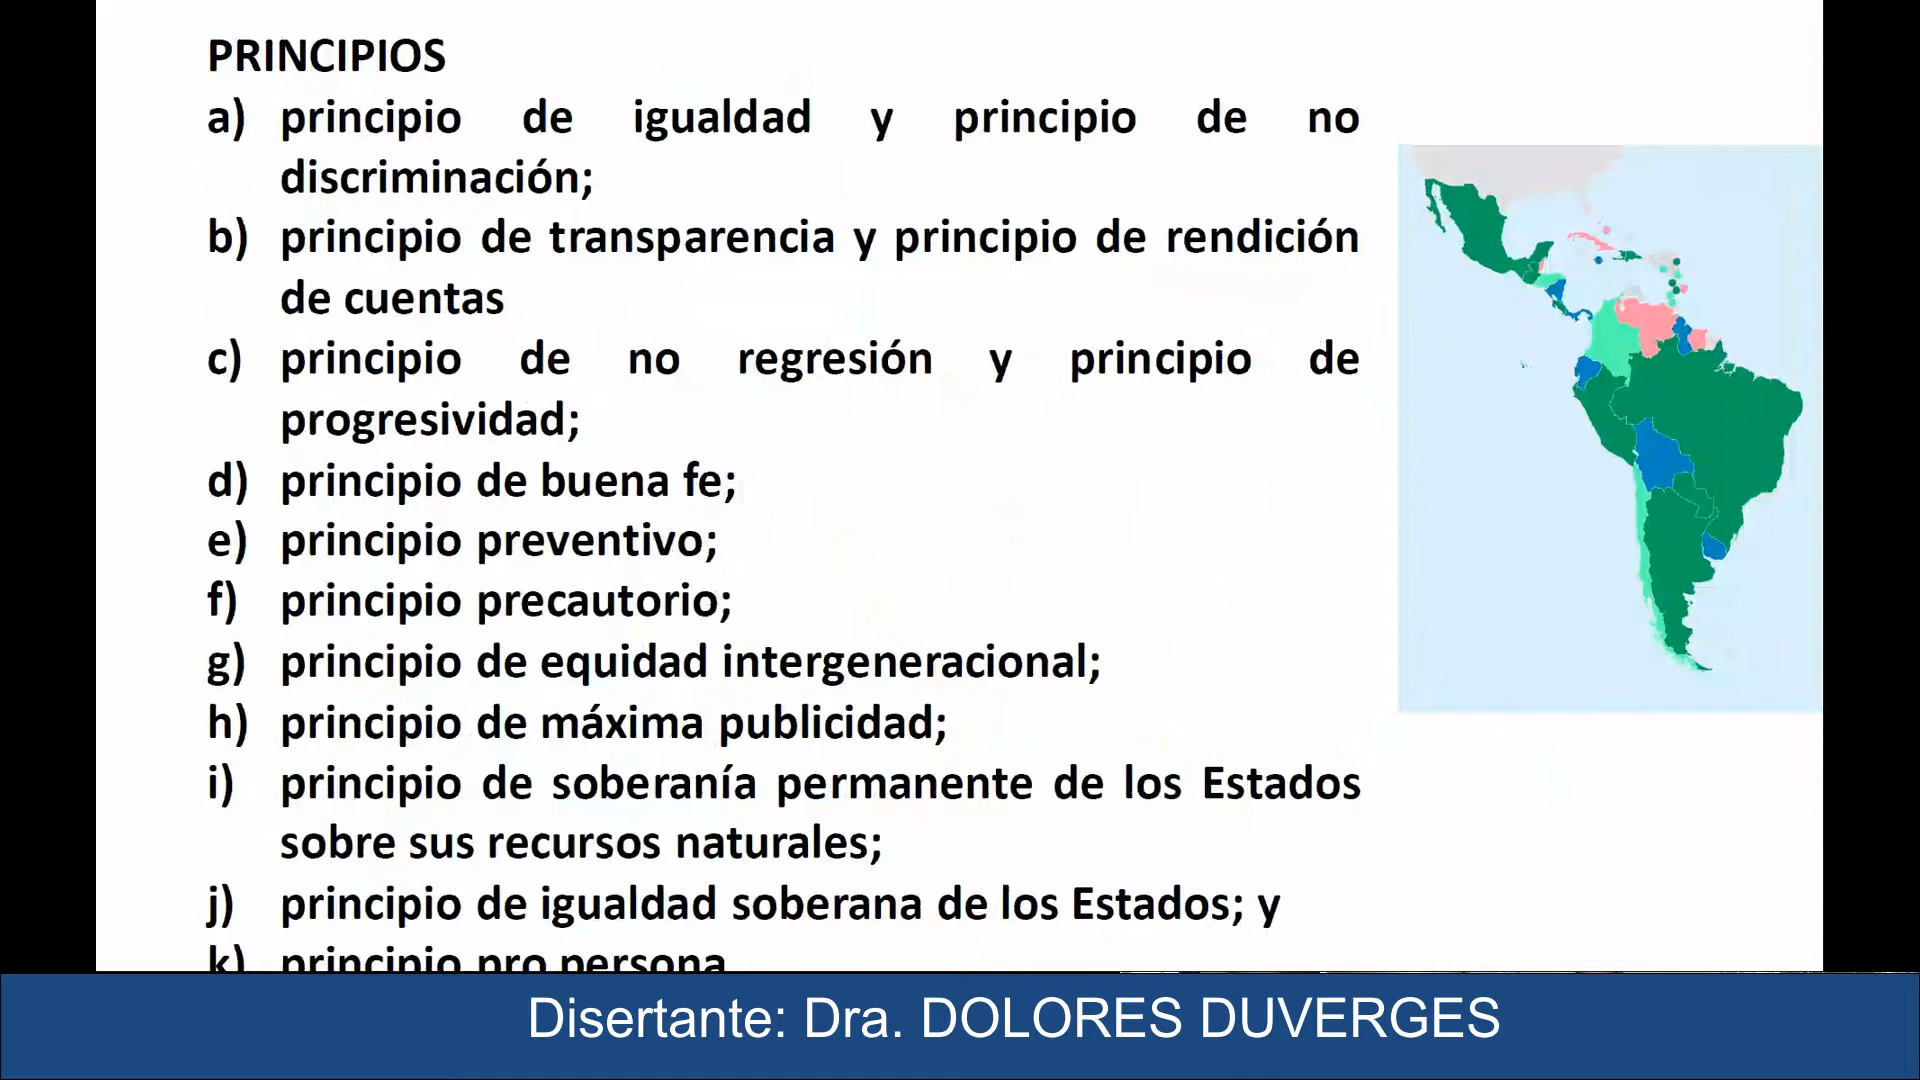 PRINCIPIOS
a) principio de igualdad y principio de no
discriminación;
b) principio de transparencia y principio de rendición
de cuentas
c) principio de no regresión y principio de
progresividad;
d) principio de buena fe;
e) principio preventivo;
f) principio precautorio;
g) principio de equidad intergeneracional;
h) principio de máxima publicidad;
i) principio de soberanía permanente de los Estados
sobre sus recursos naturales;
j) principio de igualdad soberana de los Estados; y
k) principio pro persona
Disertante: Dra. DOLORES DUVERGES